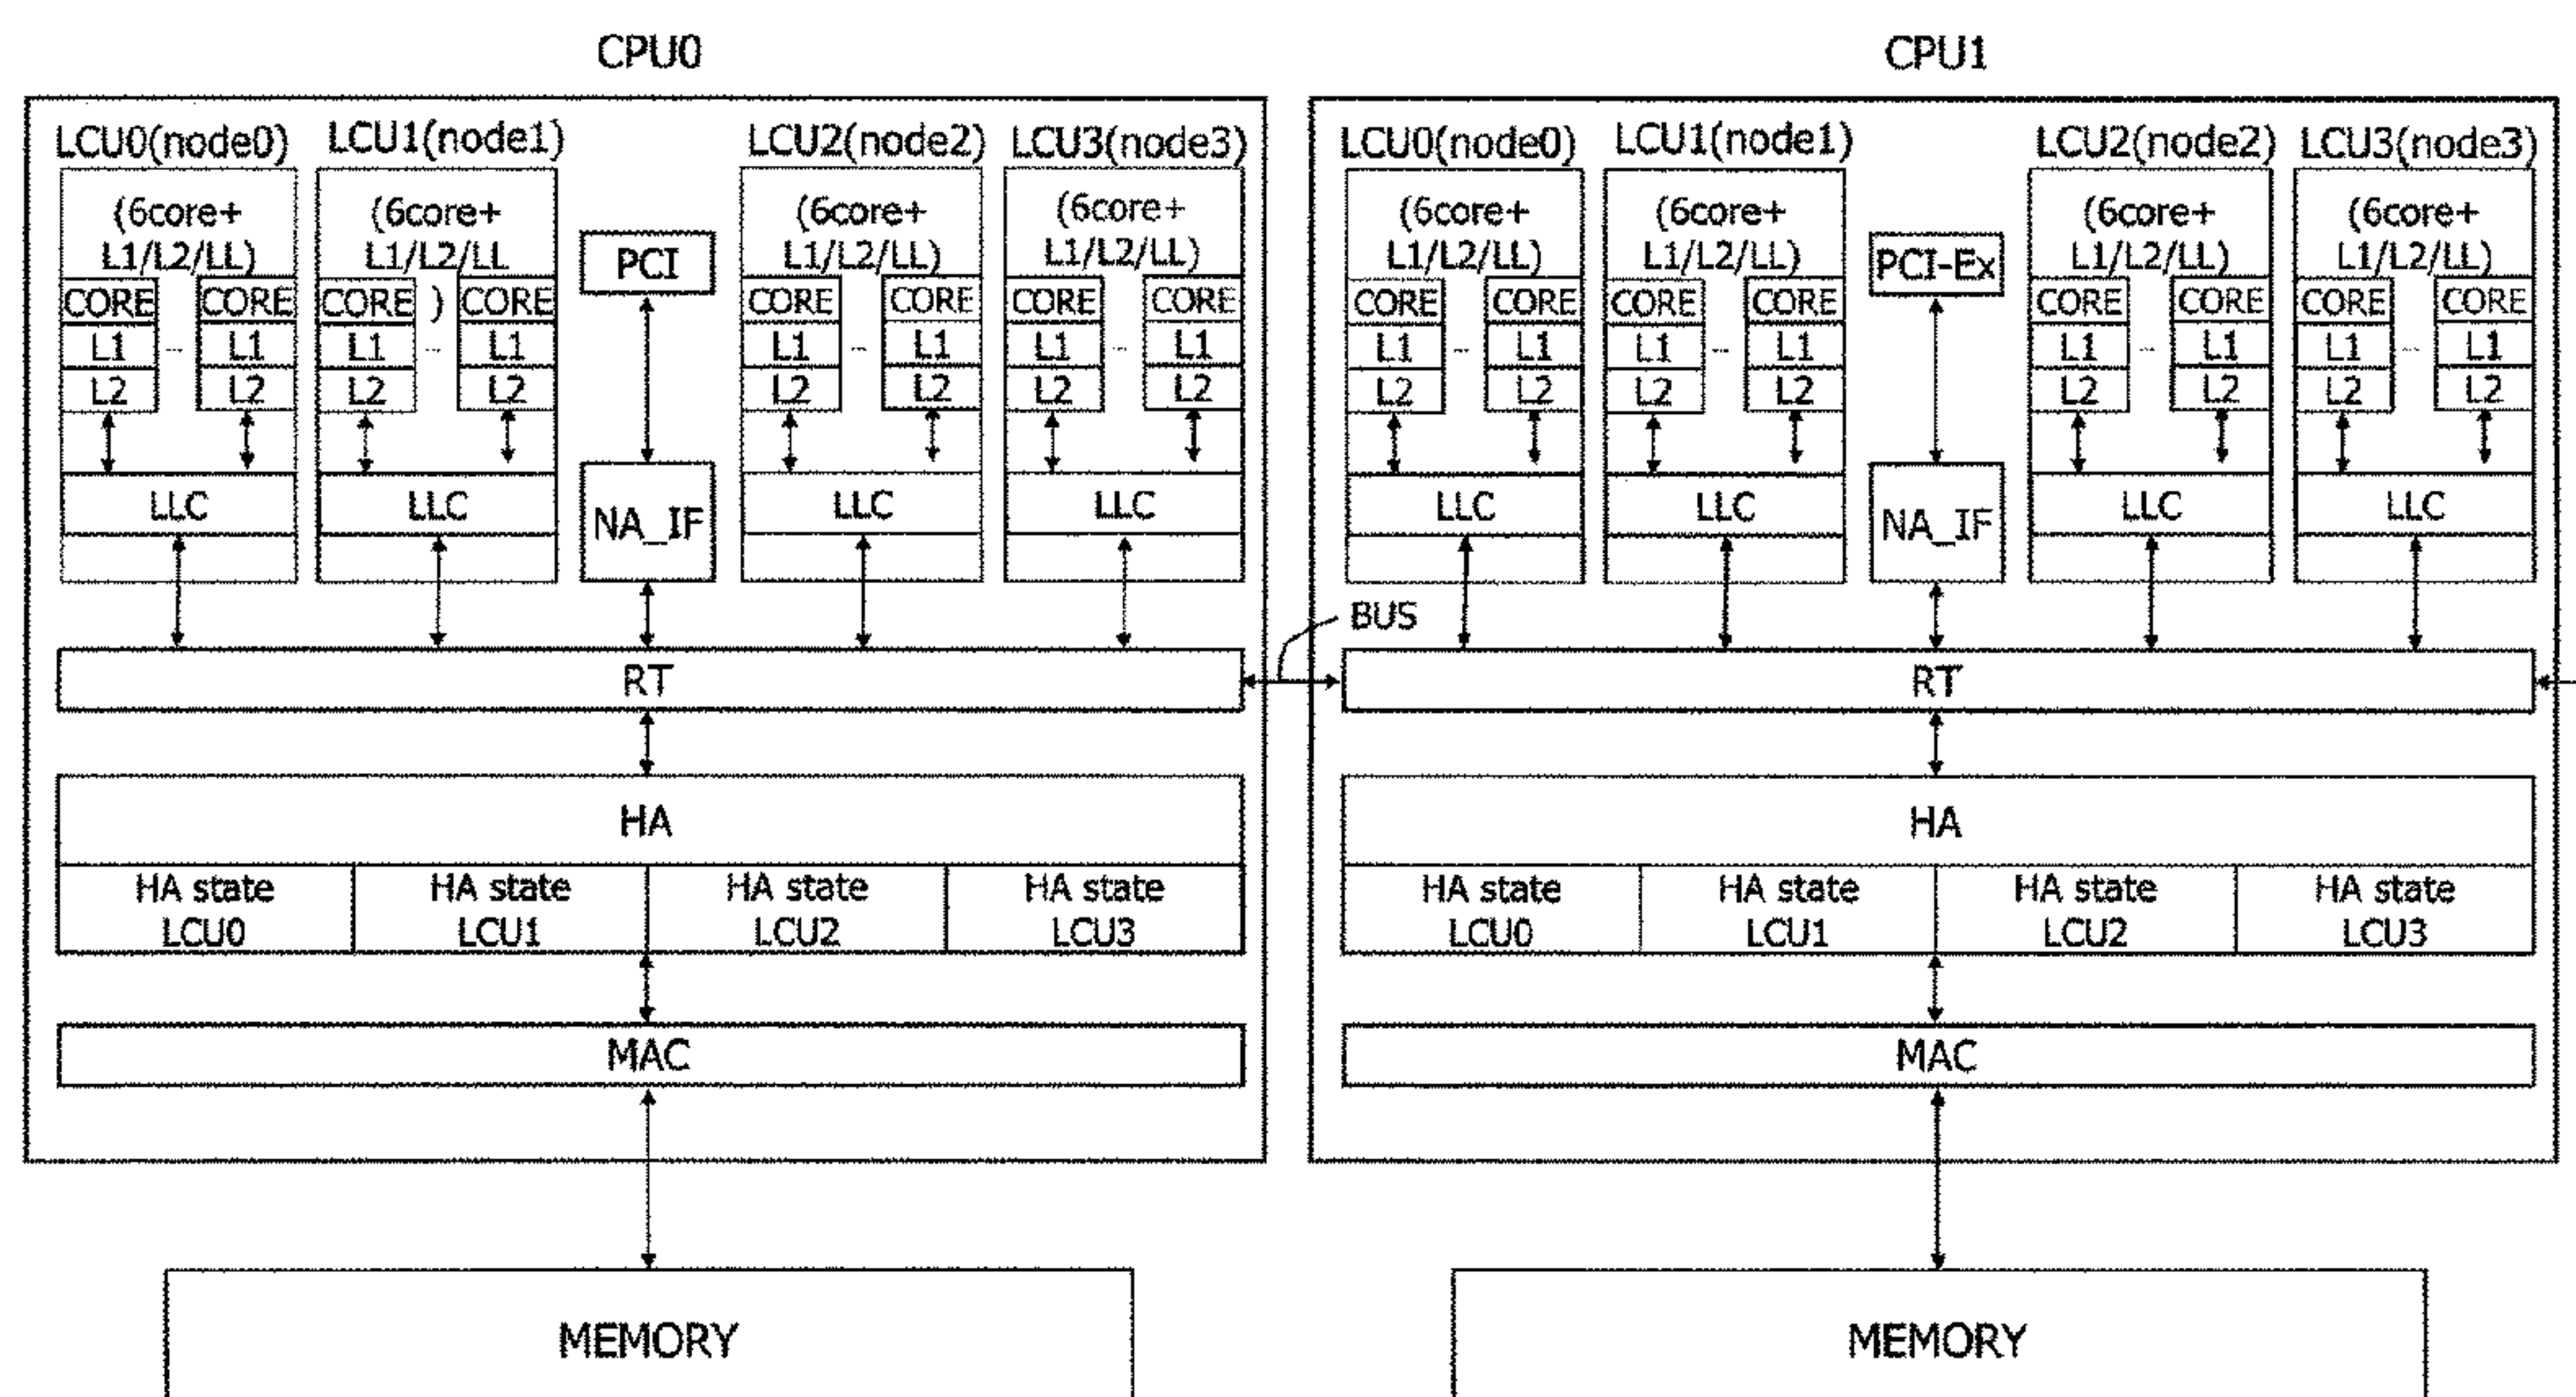 CPU0
CPU1
LCU0(node0)
LCU1(node1)
LCU2(node2)
LCU3(node3)
(6core+
L1/L2/LL)
(6core+
L1/L2/LL
)
(6core+
L1/L2/LL)
(6core+
L1/L2/LL)
PCI
CORE
CORE
CORE
CORE
CORE
CORE
CORE
CORE
L1
L1
L1
L1
L1
L1
L1
L1
L2
L2
L2
L2
L2
L2
L2
L2
LLC
LLC
NA_IF
LLC
LLC
RT
HA
HA state
LCU0
HA state
LCU1
HA state
LCU2
HA state
LCU3
MAC
MEMORY
BUS
LCU0(node0)
LCU1(node1)
LCU2(node2)
LCU3(node3)
(6core+
L1/L2/LL)
(6core+
L1/L2/LL)
(6core+
L1/L2/LL)
(6core+
L1/L2/LL)
PCI-Ex
CORE
CORE
CORE
CORE
CORE
CORE
CORE
CORE
L1
L1
L1
L1
L1
L1
L1
L1
L2
L2
L2
L2
L2
L2
L2
L2
LLC
LLC
NA_IF
LLC
LLC
RT
HA
HA state
LCU0
HA state
LCU1
HA state
LCU2
HA state
LCU3
MAC
MEMORY